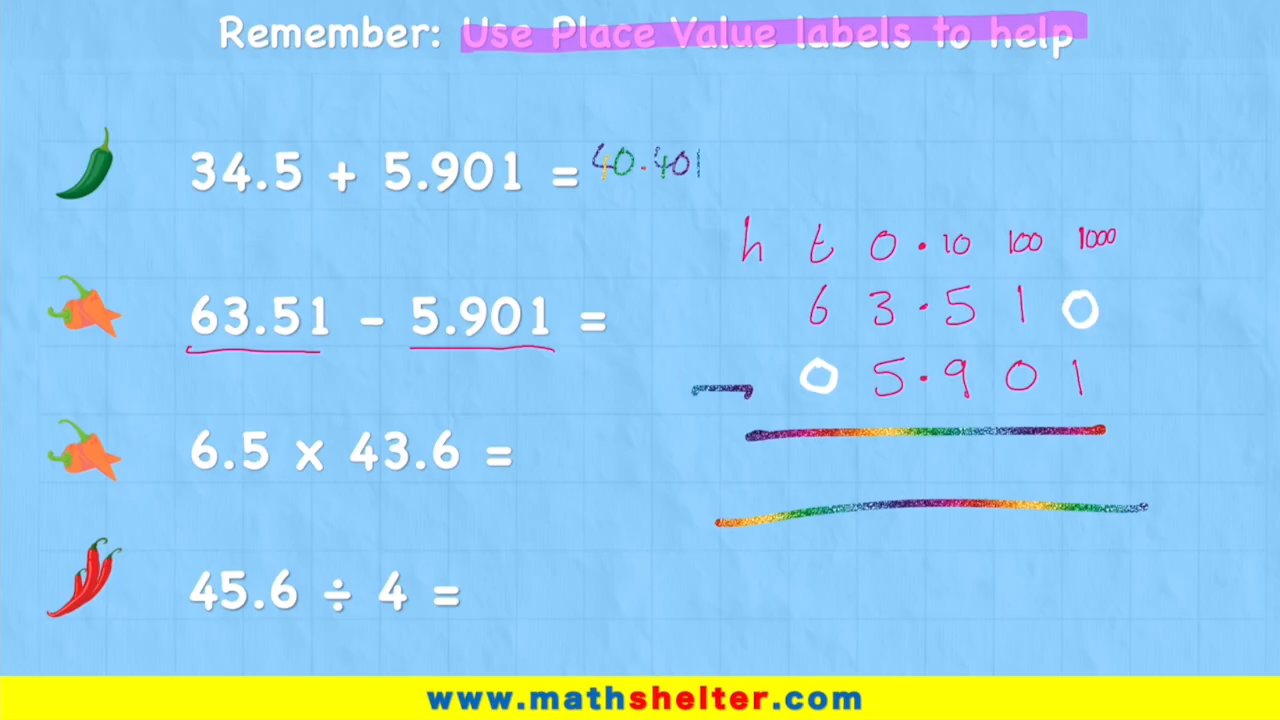 Remember: Use Place Value labels to help
34.5 + 5.901 = 40.401
63.51 - 5.901 =
6.5 x 43.6 =
45.6 ÷ 4 =
h t 0 . 10 100 1000
6 3 . 5 1 0
- 0 5 . 9 0 1
www.mathshelter.com